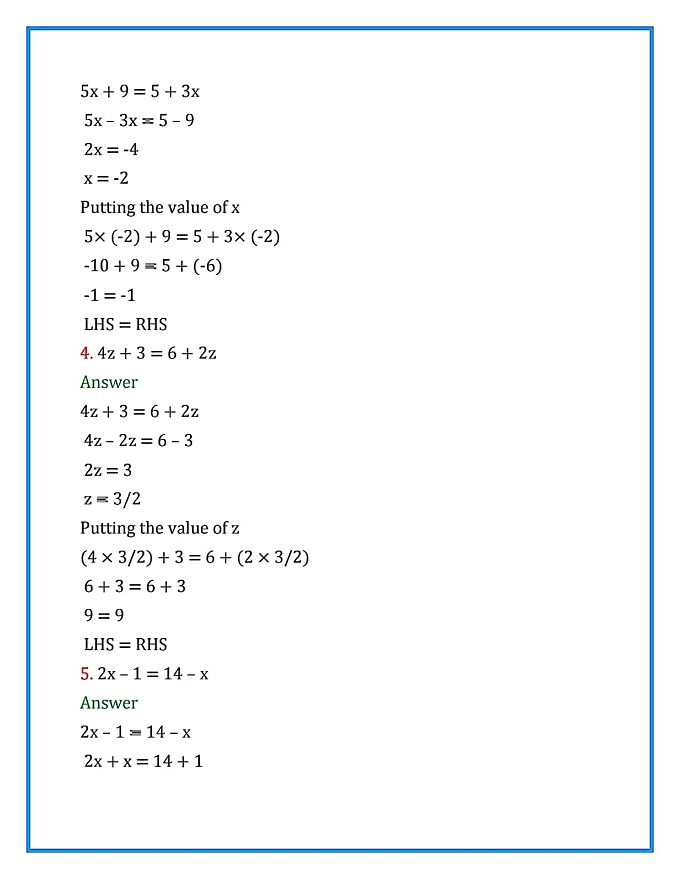 5x + 9 = 5 + 3x
5x – 3x = 5 – 9
2x = -4
x = -2
Putting the value of x
5× (-2) + 9 = 5 + 3× (-2)
-10 + 9 = 5 + (-6)
-1 = -1
LHS = RHS
4. 4z + 3 = 6 + 2z
Answer
4z + 3 = 6 + 2z
4z – 2z = 6 – 3
2z = 3
z = 3/2
Putting the value of z
(4 × 3/2) + 3 = 6 + (2 × 3/2)
6 + 3 = 6 + 3
9 = 9
LHS = RHS
5. 2x – 1 = 14 – x
Answer
2x – 1 = 14 – x
2x + x = 14 + 1